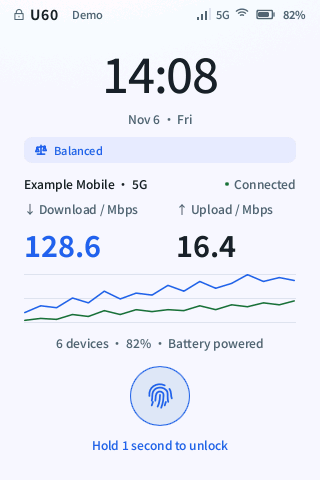 U60 Demo 5G 82%
14:08
Nov 6 • Fri
Balanced
Example Mobile • 5G • Connected
↓ Download / Mbps ↑ Upload / Mbps
128.6 16.4
6 devices • 82% • Battery powered
Hold 1 second to unlock